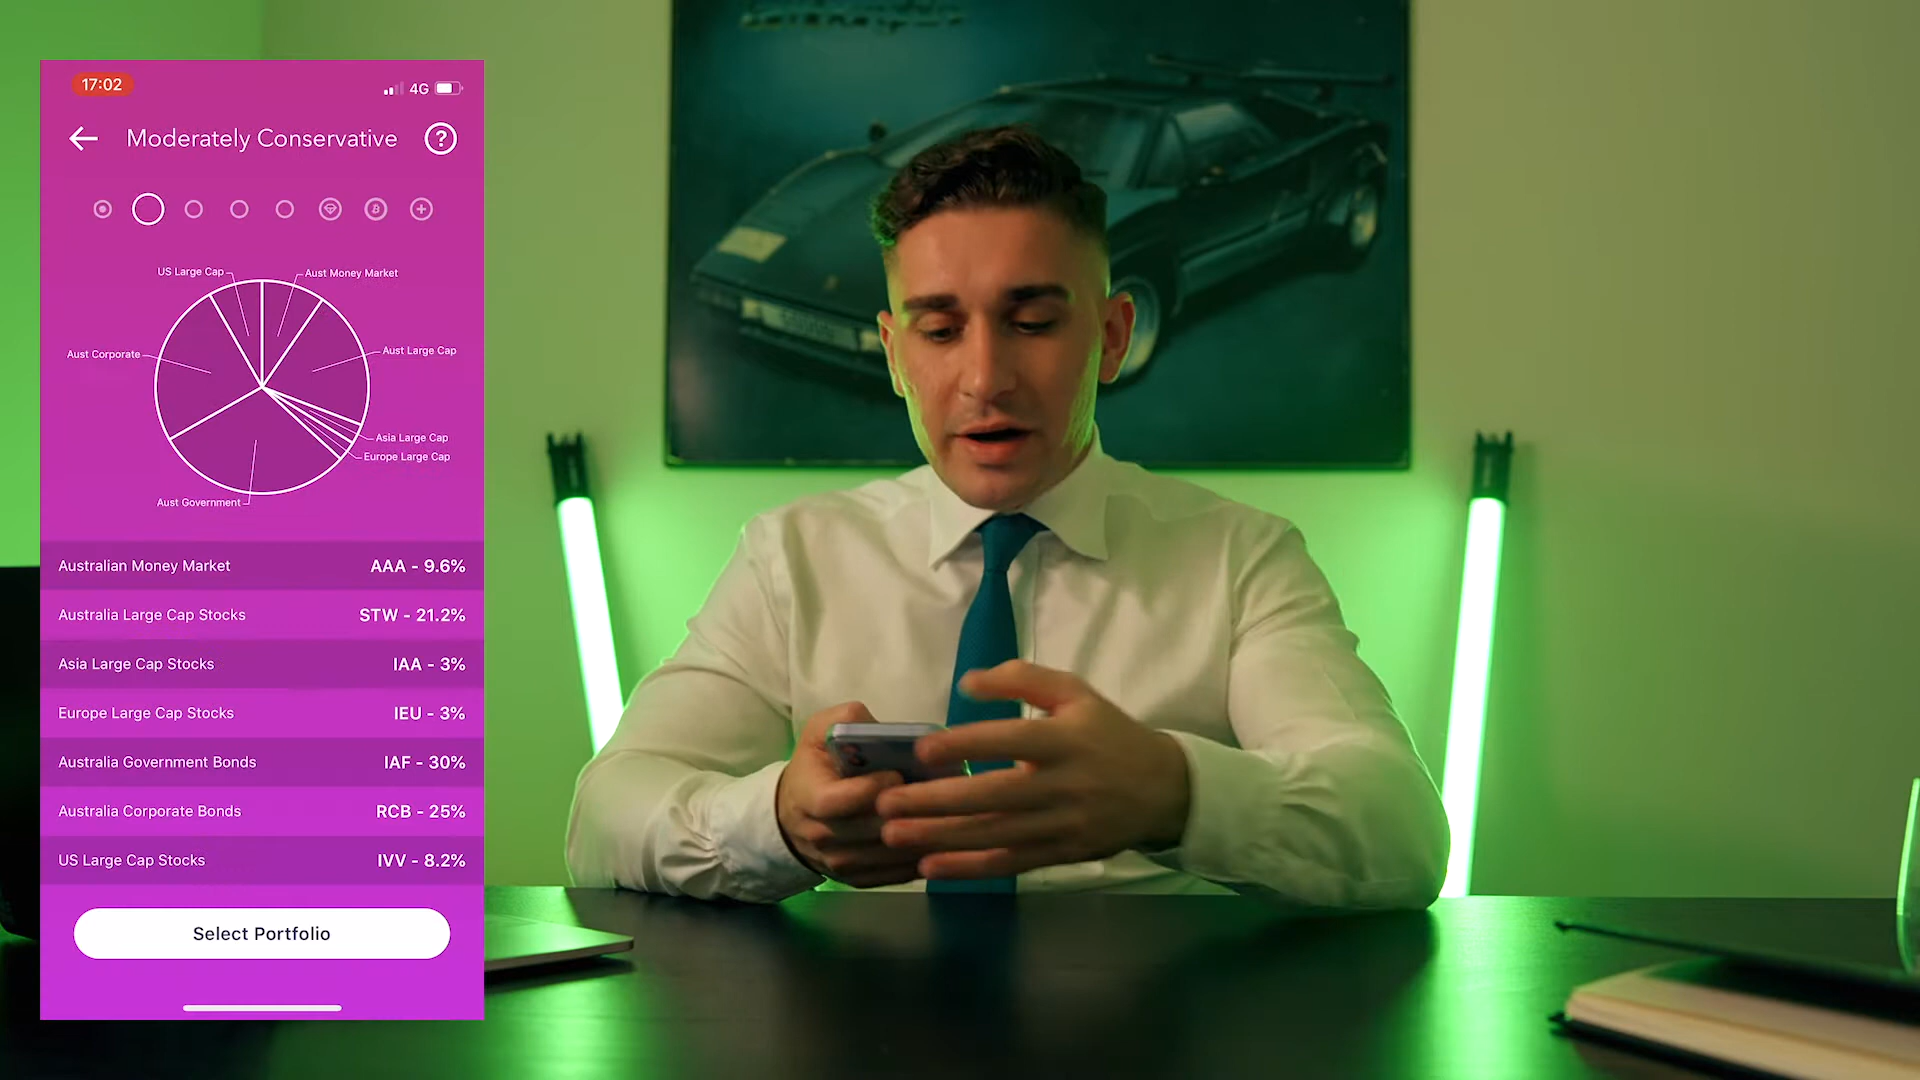 17:02
4G
Moderately Conservative
?
US Large Cap
Aust Money Market
Aust Corporate
Aust Large Cap
Asia Large Cap
Europe Large Cap
Aust Government
Australian Money Market AAA - 9.6%
Australia Large Cap Stocks STW - 21.2%
Asia Large Cap Stocks IAA - 3%
Europe Large Cap Stocks IEU - 3%
Australia Government Bonds IAF - 30%
Australia Corporate Bonds RCB - 25%
US Large Cap Stocks IVV - 8.2%
Select Portfolio